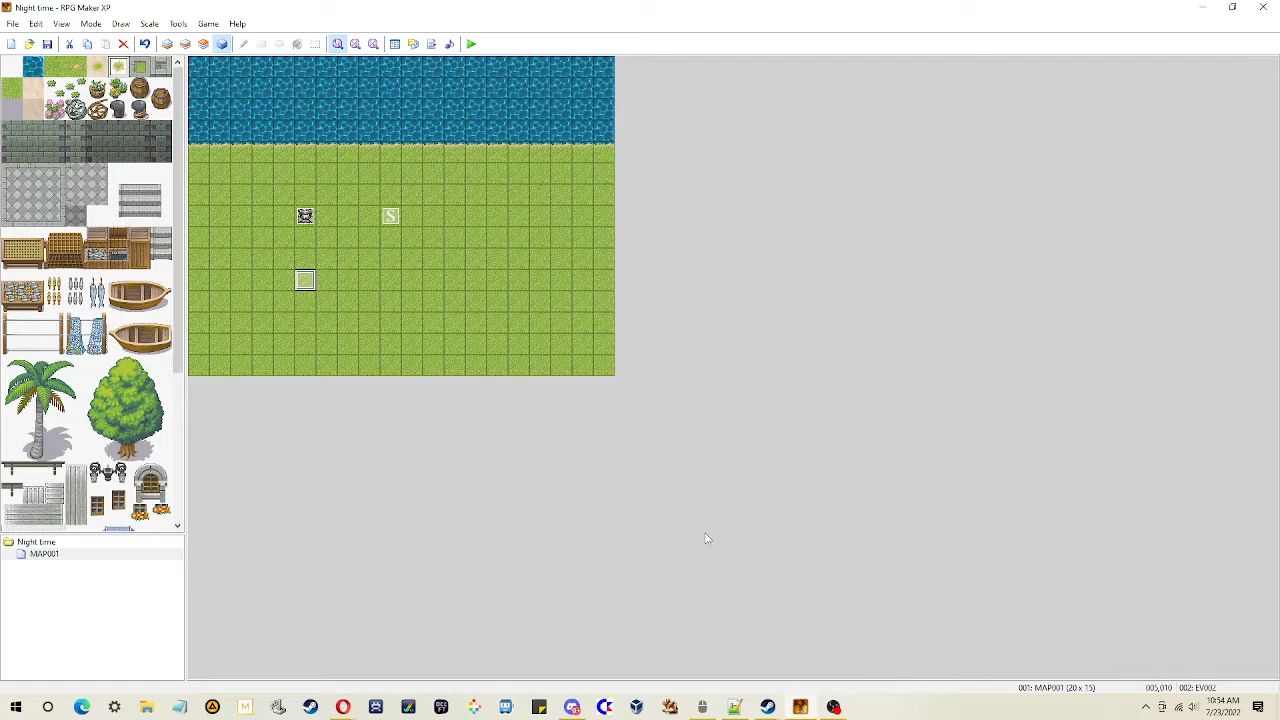 Night time - RPG Maker XP
File Edit View Mode Draw Scale Tools Game Help
S
Night time
MAP001
001: MAP001 (20 x 15) 005,010 002: EV002
M
10:54 AM
7/23/2022